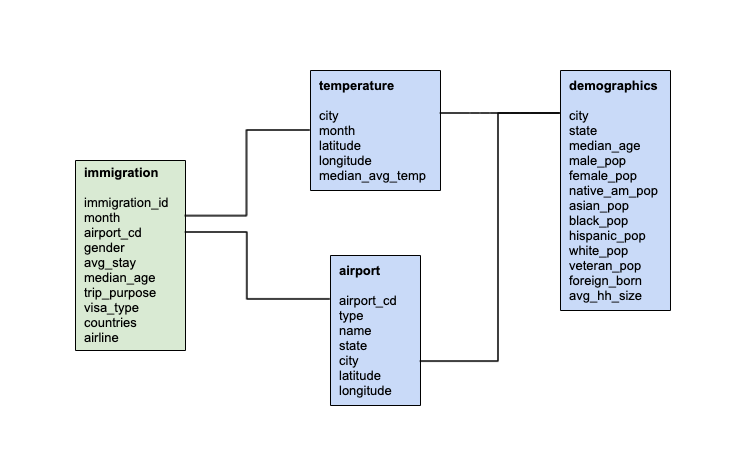 immigration
immigration_id
month
airport_cd
gender
avg_stay
median_age
trip_purpose
visa_type
countries
airline
temperature
city
month
latitude
longitude
median_avg_temp
airport
airport_cd
type
name
state
city
latitude
longitude
demographics
city
state
median_age
male_pop
female_pop
native_am_pop
asian_pop
black_pop
hispanic_pop
white_pop
veteran_pop
foreign_born
avg_hh_size